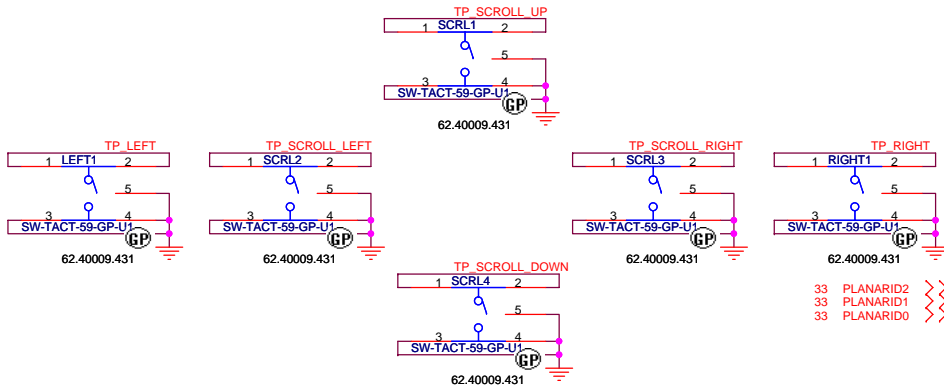 TP_SCROLL_UP
1 SCRL1 2
5
3 4
SW-TACT-59-GP-U1
GP
62.40009.431
TP_LEFT
1 LEFT1 2
5
3 4
SW-TACT-59-GP-U1
GP
62.40009.431
TP_SCROLL_LEFT
1 SCRL2 2
5
3 4
SW-TACT-59-GP-U1
GP
62.40009.431
TP_SCROLL_RIGHT
1 SCRL3 2
5
3 4
SW-TACT-59-GP-U1
GP
62.40009.431
TP_RIGHT
1 RIGHT1 2
5
3 4
SW-TACT-59-GP-U1
GP
62.40009.431
TP_SCROLL_DOWN
1 SCRL4 2
5
3 4
SW-TACT-59-GP-U1
GP
62.40009.431
33 PLANARID2
33 PLANARID1
33 PLANARID0